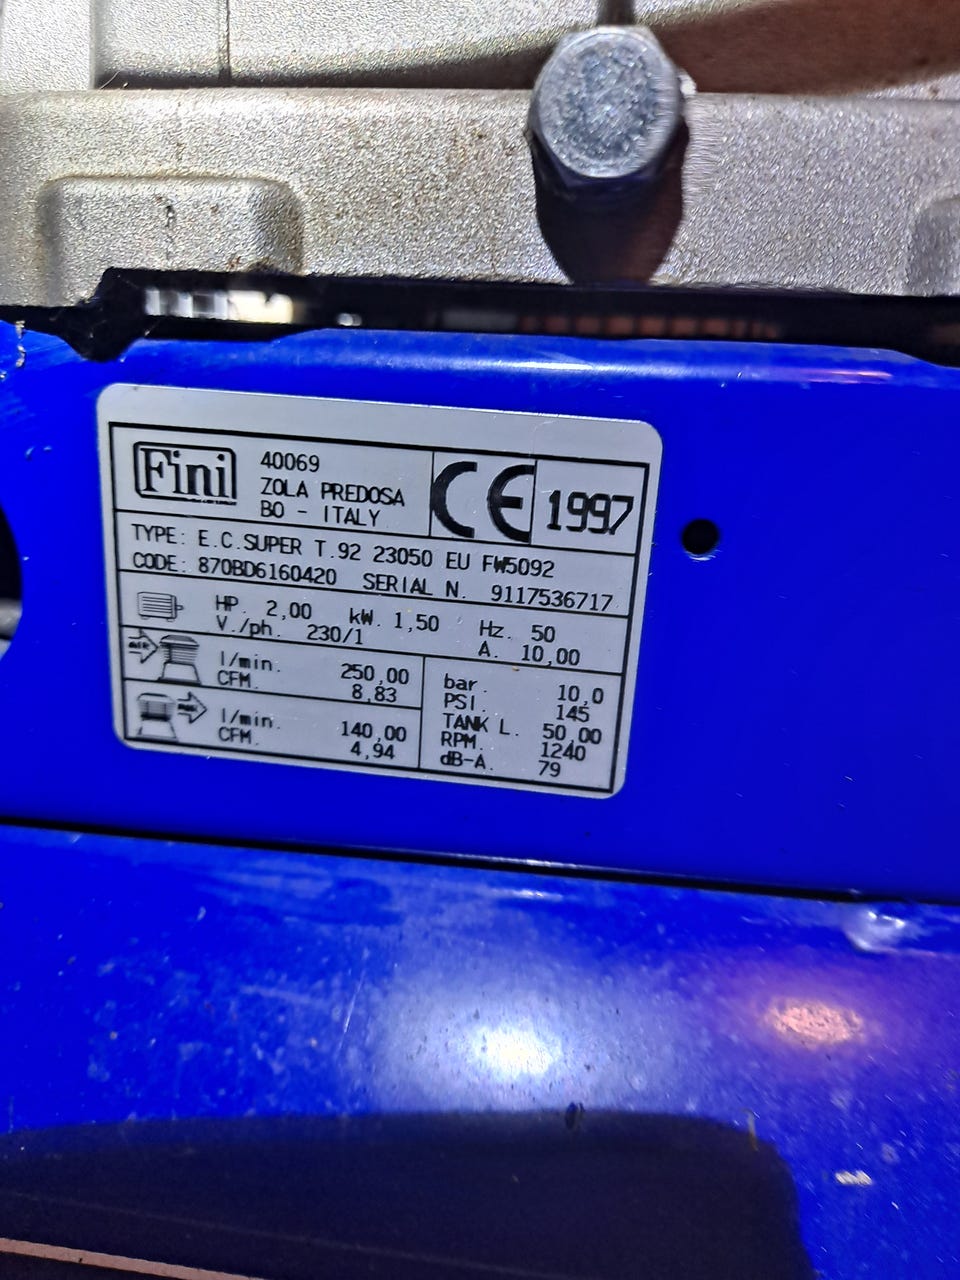 Fini
40069
ZOLA PREDOSA
BO - ITALY
CE 1997
TYPE: E.C.SUPER T.92 23050 EU FW5092
CODE: 870BD6160420 SERIAL N. 9117536717
HP. 2,00 kW. 1,50 Hz. 50
V./ph. 230/1 A. 10,00
AIR
l/min. 250,00
CFM. 8,83
l/min. 140,00
CFM. 4,94
bar. 10,0
PSI. 145
TANK L. 50,00
RPM. 1240
dB-A. 79